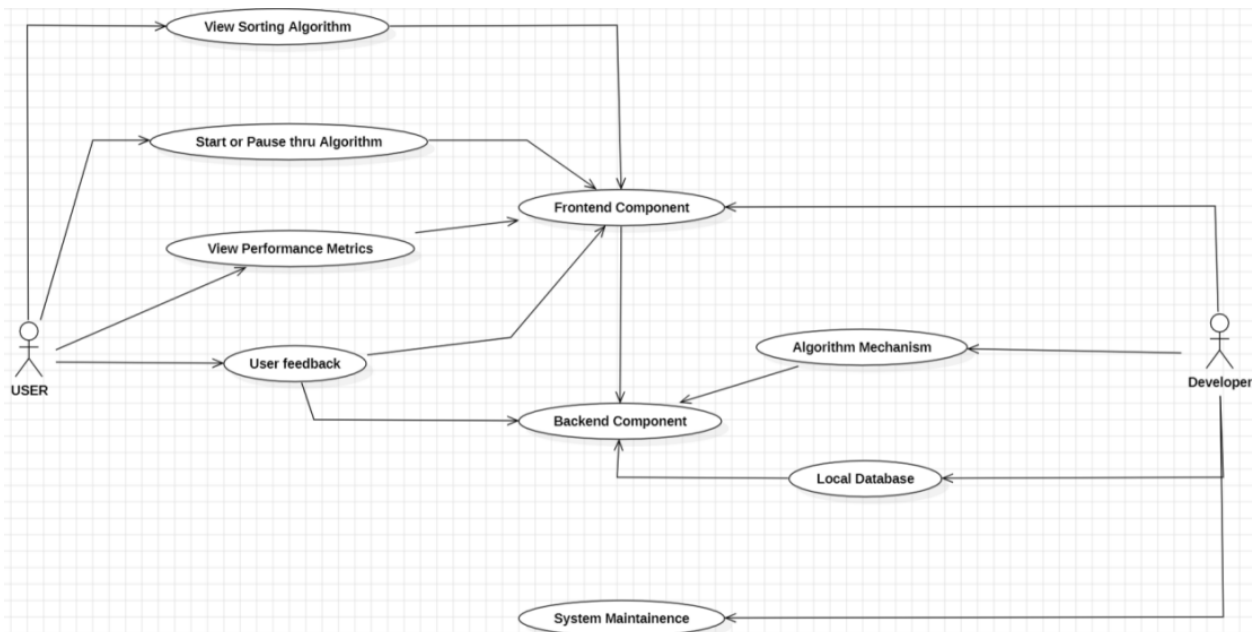 View Sorting Algorithm
Start or Pause thru Algorithm
Frontend Component
View Performance Metrics
User feedback
Algorithm Mechanism
USER
Developer
Backend Component
Local Database
System Maintainence